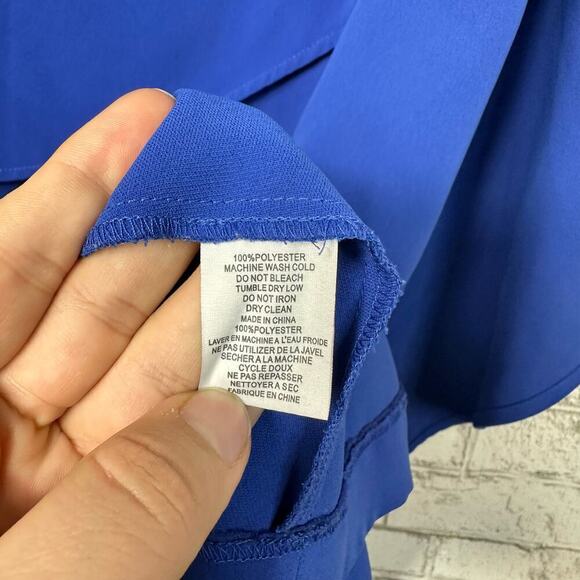 100%POLYESTER
MACHINE WASH COLD
DO NOT BLEACH
TUMBLE DRY LOW
DO NOT IRON
DRY CLEAN
MADE IN CHINA
100%POLYESTER
LAVER EN MACHINE A L'EAU FROIDE
NE PAS UTILIZER DE LA JAVEL
SECHER A LA MACHINE
CYCLE DOUX
NE PAS REPASSER
NETTOYER A SEC
FABRIQUE EN CHINE